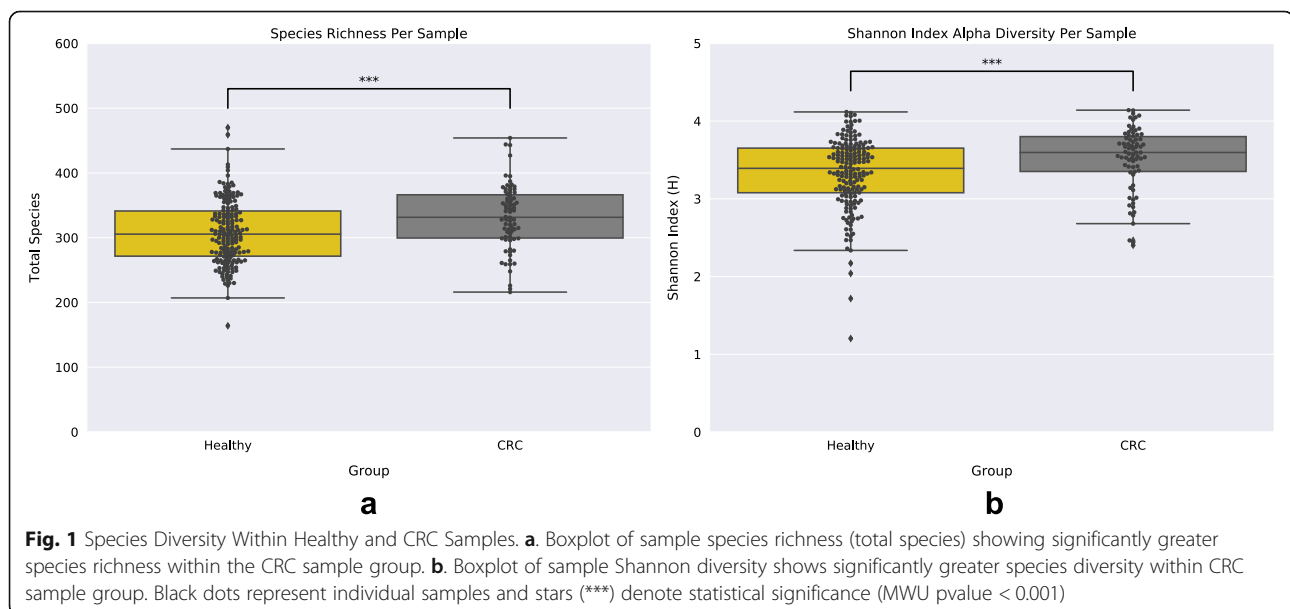 Species Richness Per Sample
600
500
400
300
200
100
0
Total Species
***
Healthy
CRC
Group
a
Shannon Index Alpha Diversity Per Sample
5
4
3
2
1
0
Shannon Index (H)
***
Healthy
CRC
Group
b
Fig. 1 Species Diversity Within Healthy and CRC Samples. a. Boxplot of sample species richness (total species) showing significantly greater
species richness within the CRC sample group. b. Boxplot of sample Shannon diversity shows significantly greater species diversity within CRC
sample group. Black dots represent individual samples and stars (***) denote statistical significance (MWU pvalue < 0.001)